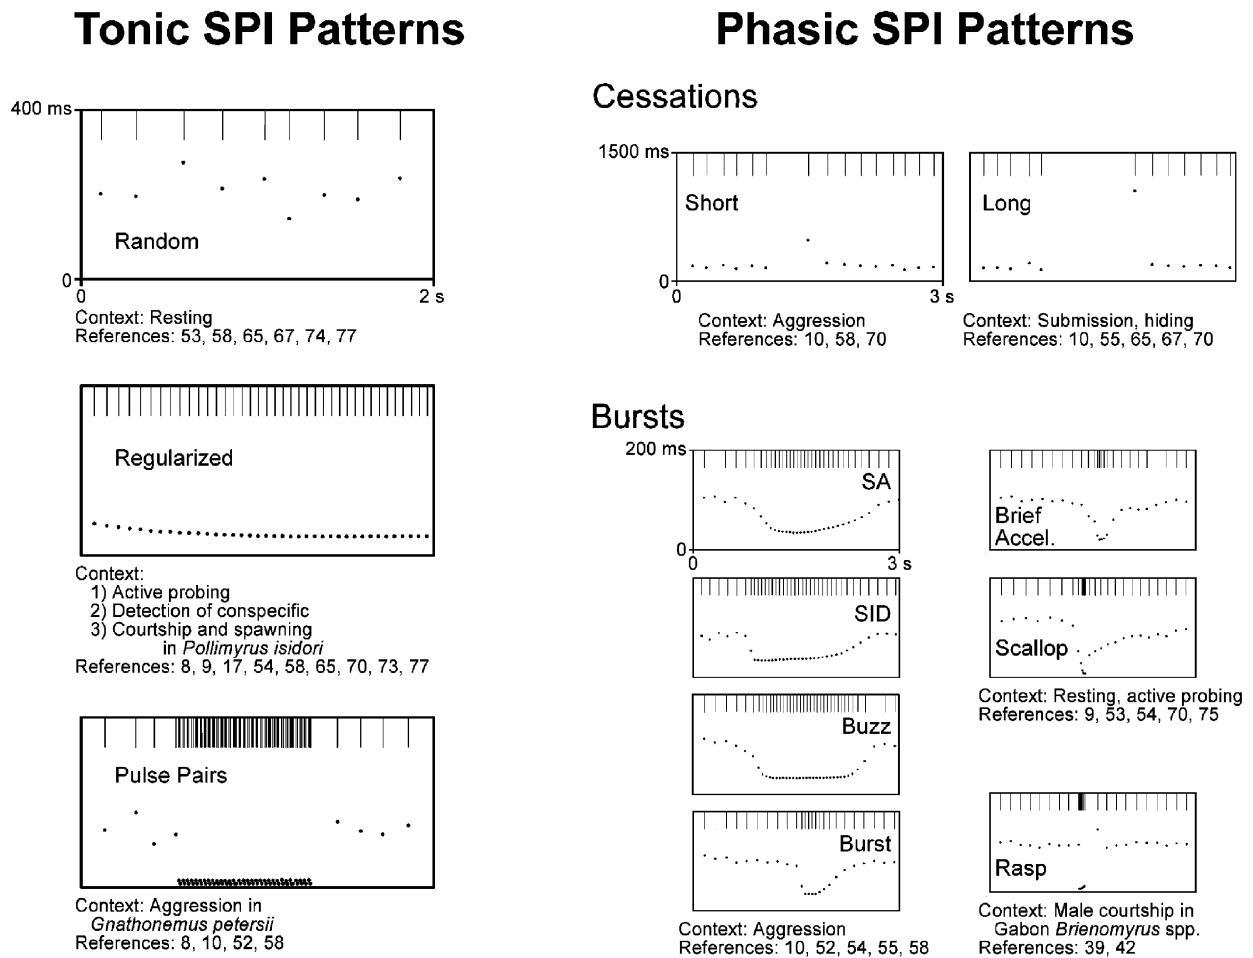 Tonic SPI Patterns
400 ms
Random
0
0
2 s
Context: Resting
References: 53, 58, 65, 67, 74, 77
Regularized
Context:
1) Active probing
2) Detection of conspecific
3) Courtship and spawning
in Pollimyrus isidori
References: 8, 9, 17, 54, 58, 65, 70, 73, 77
Pulse Pairs
Context: Aggression in
Gnathonemus petersii
References: 8, 10, 52, 58
Phasic SPI Patterns
Cessations
1500 ms
Short
0
0
3 s
Context: Aggression
References: 10, 58, 70
Long
Context: Submission, hiding
References: 10, 55, 65, 67, 70
Bursts
200 ms
SA
0
0
3 s
SID
Buzz
Burst
Context: Aggression
References: 10, 52, 54, 55, 58
Brief
Accel.
Scallop
Context: Resting, active probing
References: 9, 53, 54, 70, 75
Rasp
Context: Male courtship in
Gabon Brienomyrus spp.
References: 39, 42